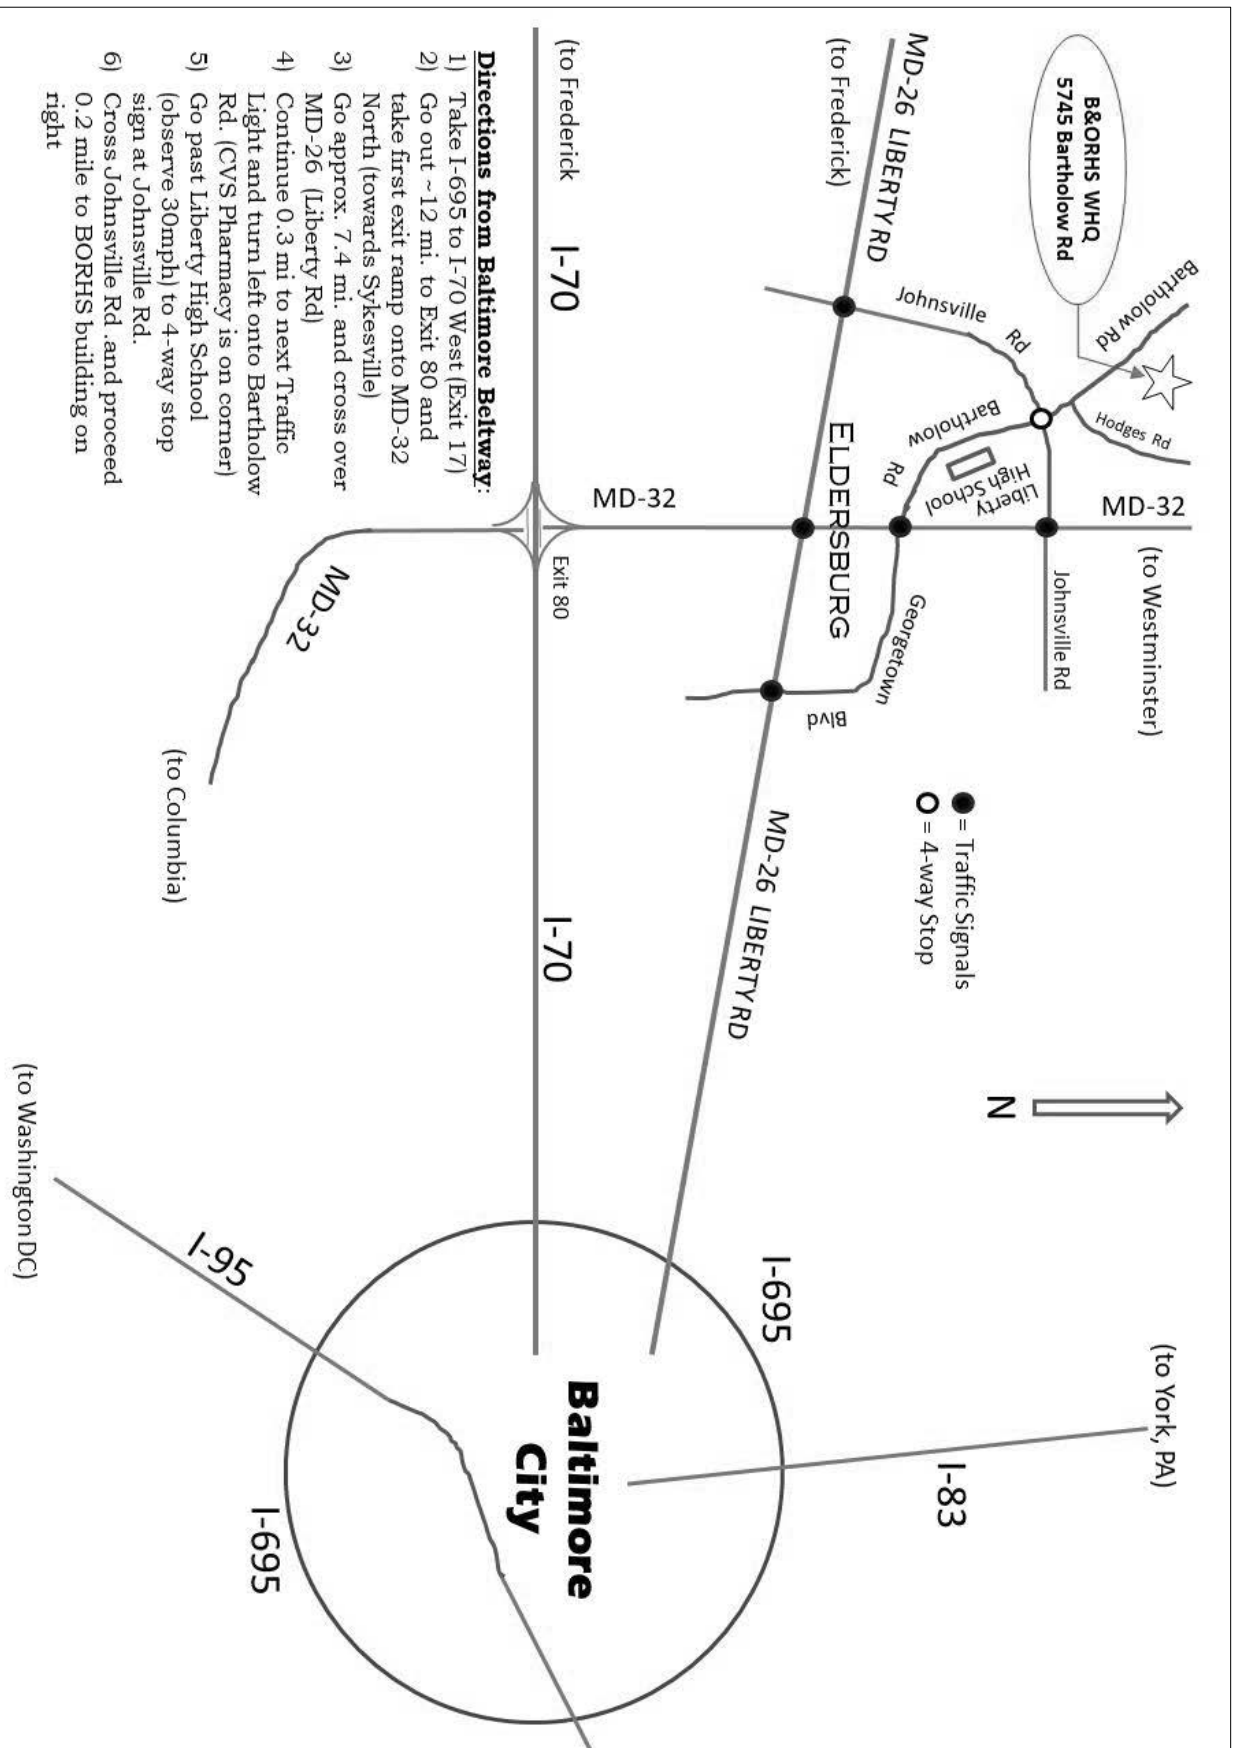 B&ORHS WHQ
5745 Bartholow Rd
Bartholow Rd
Hodges Rd
Johnsville Rd
MD-26 LIBERTY RD
(to Frederick)
Bartholow Rd
Liberty
High School
MD-32
(to Westminster)
Johnsville Rd
ELDERSBURG
Georgetown Blvd
= Traffic Signals
= 4-way Stop
N
(to York, PA)
I-83
MD-26 LIBERTY RD
I-695
MD-32
(to Frederick
I-70
Exit 80
I-70
Baltimore
City
MD-32
(to Columbia)
I-95
(to Washington DC)
I-695
Directions from Baltimore Beltway:
1) Take I-695 to I-70 West (Exit 17)
2) Go out ~12 mi. to Exit 80 and
take first exit ramp onto MD-32
North (towards Sykesville)
3) Go approx. 7.4 mi. and cross over
MD-26 (Liberty Rd)
4) Continue 0.3 mi to next Traffic
Light and turn left onto Bartholow
Rd. (CVS Pharmacy is on corner)
5) Go past Liberty High School
(observe 30mph) to 4-way stop
sign at Johnsville Rd.
6) Cross Johnsville Rd .and proceed
0.2 mile to BORHS building on
right